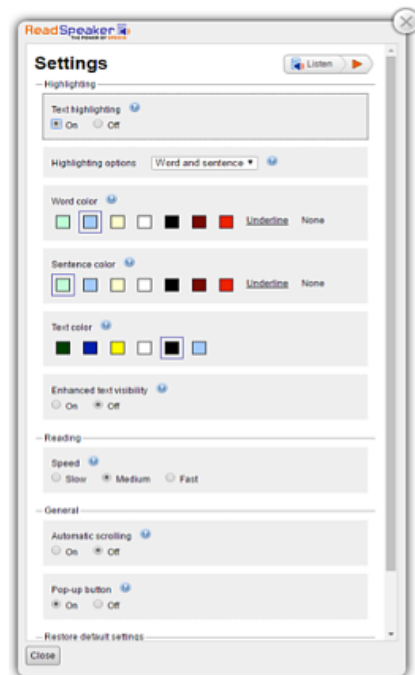 ReadSpeaker
THE POWER OF SPEECH
Settings
Listen
Highlighting
Text highlighting
On Off
Highlighting options Word and sentence
Word color
Underline None
Sentence color
Underline None
Text color
Enhanced text visibility
On Off
Reading
Speed
Slow Medium Fast
General
Automatic scrolling
On Off
Pop-up button
On Off
Restore default settings
Close